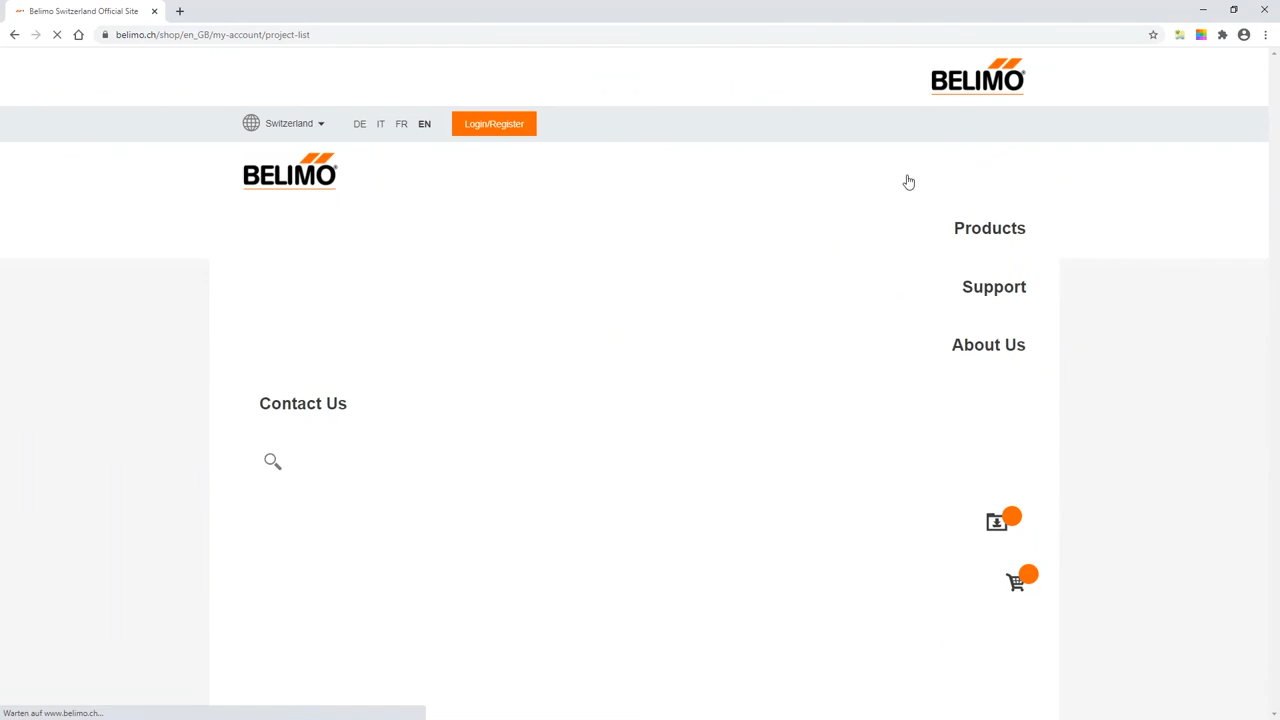 Belimo Switzerland Official Site
belimo.ch/shop/en_GB/my-account/project-list
BELIMO®
Switzerland DE IT FR EN Login/Register
BELIMO®
Products
Support
About Us
Contact Us
Warten auf www.belimo.ch...